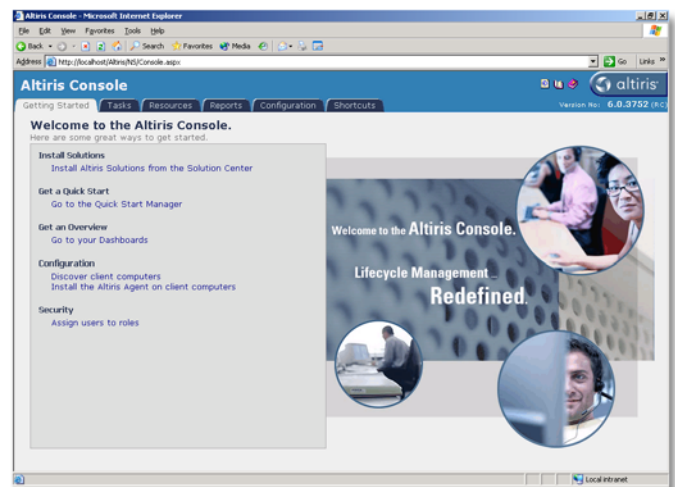 Altiris Console - Microsoft Internet Explorer
File Edit View Favorites Tools Help
Back Search Favorites Media
Address http://localhost/Altiris/NS/Console.aspx Go Links »
Altiris Console
altiris
Getting Started Tasks Resources Reports Configuration Shortcuts
Version No: 6.0.3752 (RC)
Welcome to the Altiris Console.
Here are some great ways to get started.
Install Solutions
Install Altiris Solutions from the Solution Center
Get a Quick Start
Go to the Quick Start Manager
Get an Overview
Go to your Dashboards
Configuration
Discover client computers
Install the Altiris Agent on client computers
Security
Assign users to roles
Welcome to the Altiris Console.
Lifecycle Management
Redefined.
Local intranet